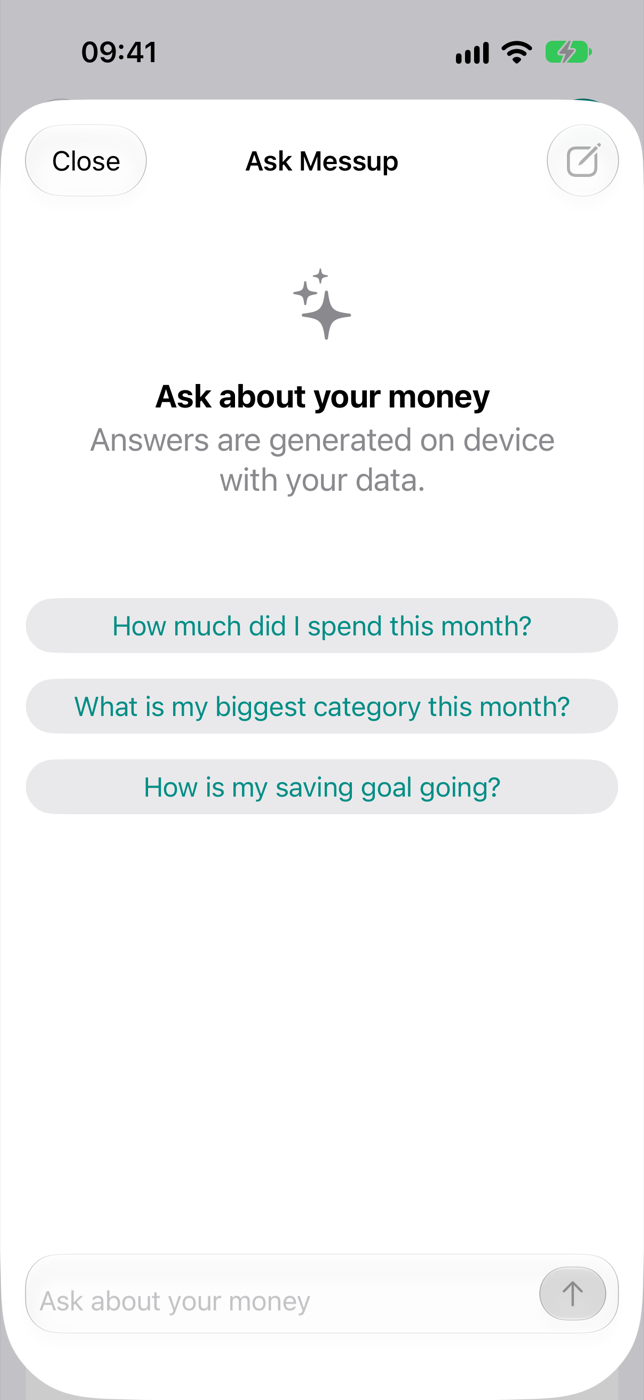 09:41
Close
Ask Messup
Ask about your money
Answers are generated on device
with your data.
How much did I spend this month?
What is my biggest category this month?
How is my saving goal going?
Ask about your money